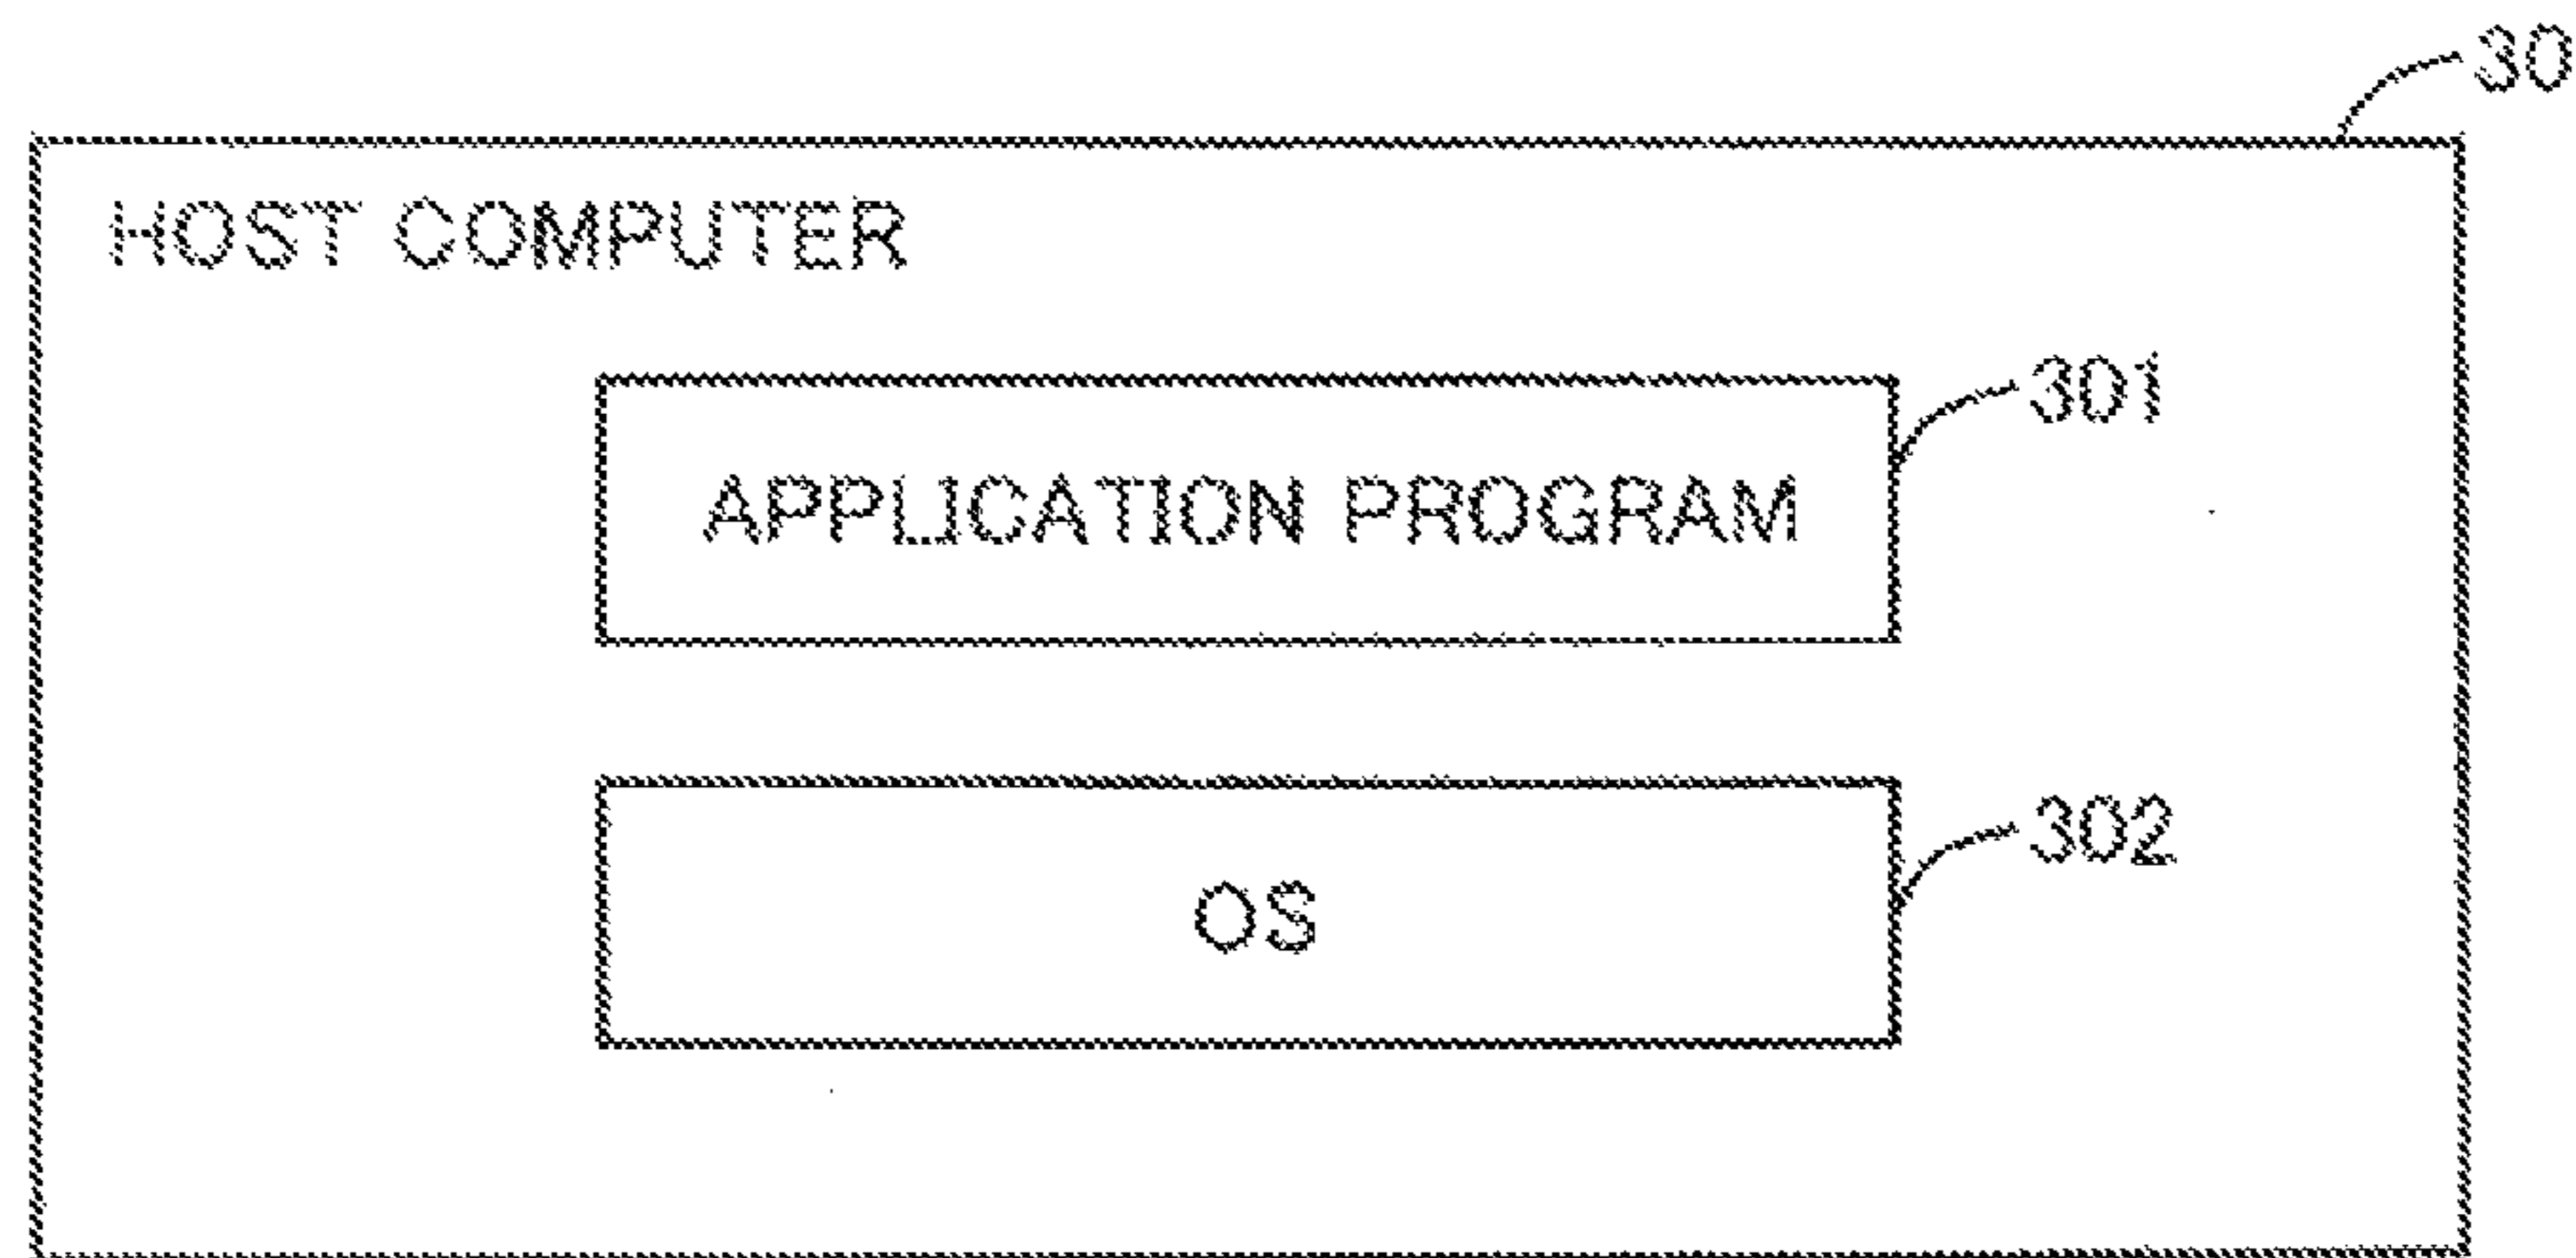 30
HOST COMPUTER
301
APPLICATION PROGRAM
302
OS